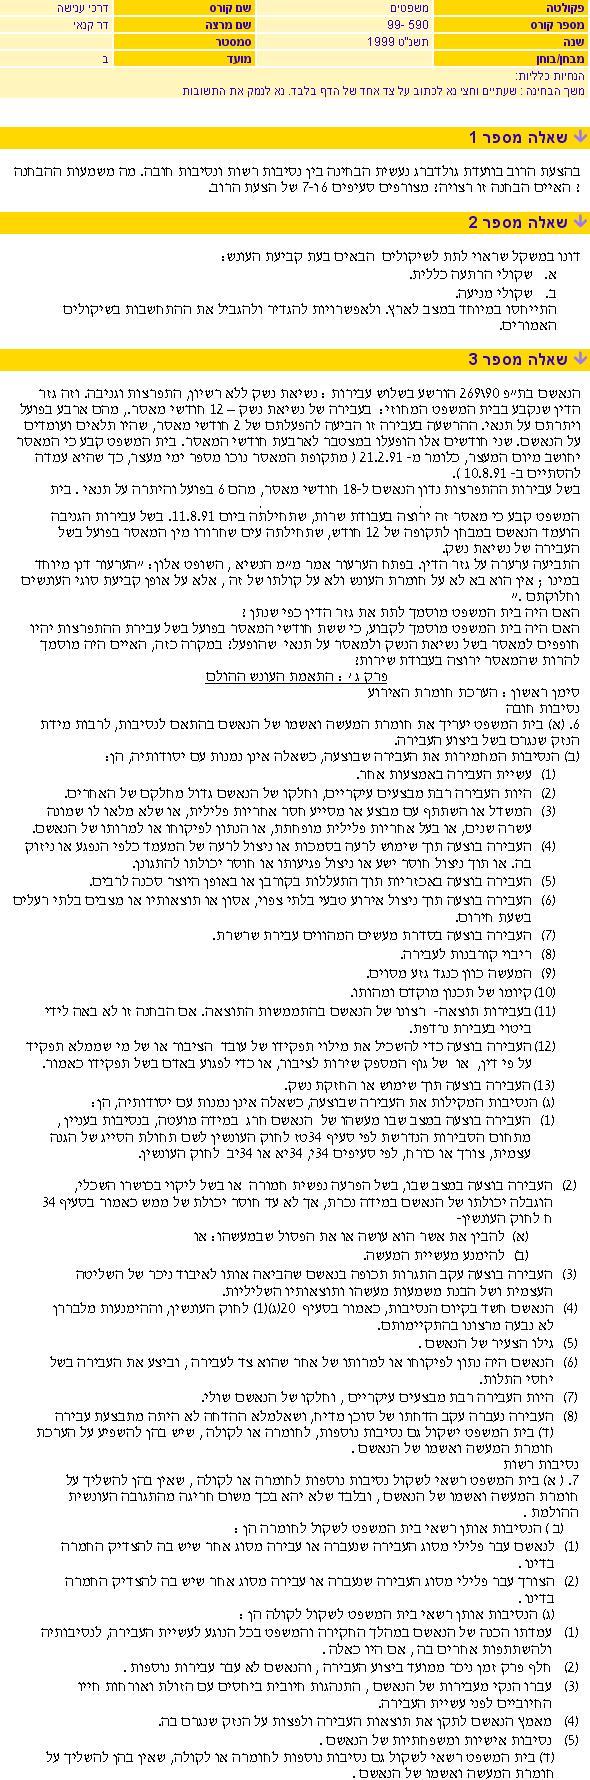 פקולטה משפטים שם קורס דרכי ענישה
מספר קורס 99- 590 שם מרצה דר קנאי
שנה תשנ"ט 1999 סמסטר
מבחן/בוחן מועד ב
הנחיות כלליות:
משך הבחינה : שעתיים וחצי נא לכתוב על צד אחד של הדף בלבד. נא לנמק את התשובות
שאלה מספר 1
בהצעת הרוב בוועדת גולדברג נעשית הבחינה בין נסיבות רשות ונסיבות חובה. מה משמעות ההבחנה
? האיים הבחנה זו רצויה? מצורפים סעיפים 6 ו-7 של הצעת הרוב.
שאלה מספר 2
דונו במשקל שראוי לתת לשיקולים הבאים בעת קביעת העונש:
א. שקולי הרתעה כללית.
ב. שקולי מניעה.
התייחסו במיוחד במצב לארץ. ולאפשרויות להגדיר ולהגביל את ההתחשבות בשיקולים
האמורים.
שאלה מספר 3
הנאשם בת״פ 269\90 הורשע בשלוש עבירות : נשיאת נשק ללא רשיון, התפרצות וגניבה. וזה גזר
הדין שנקבע בבית המשפט המחוזי: בעבירה של נשיאת נשק – 12 חודשי מאסר., מהם ארבע בפועל
ויתרתם על תנאי. ההרשעה בעבירה זו הביעה להפעלתם של 2 חודשי מאסר, שהיו תלאים ועומדים
על הנאשם. שני חודשים אלו הופעלו במצטבר לארבעת חודשי המאסר. בית המשפט קבע כי המאסר
יחושב מיום המעצר, כלומר מ- 21.2.91 ( מתקופת המאסר נוכו מספר ימי מעצר, כך שהיא עמדה
להסתיים ב- 10.8.91 ).
בשל עבירות ההתפרצות נדון הנאשם ל-18 חודשי מאסר, מהם 6 בפועל והיתרה על תנאי . בית
המשפט קבע כי מאסר זה ירוצה בעבודת שרות, שתחילתה ביום 11.8.91. בשל עבירות הגניבה
הועמד הנאשם במבחן לתקופה של 12 חודש, שתחילתה עים שחרורו מין המאסר בפועל בשל
העבירה של נשיאת נשק.
התביעה ערערה על גזר הדין. בפתח הערעור אמר מ״מ הנשיא , השופט אלון: ״הערעור דנן מיוחד
במינו ; אין הוא בא לא על חומרת העונש ולא על קולתו של זה , אלא על אופן קביעת סוגי העונשים
וחלוקתם .״
האם היה בית המשפט מוסמך לתת את גזר הדין כפי שנתן ?
האם היה בית המשפט מוסמך לקבוע, כי ששת חודשי המאסר בפועל בשל עבירת ההתפרצות יהיו
חופפים למאסר בשל נשיאת הנשק ולמאסר על תנאי שהופעל? במקרה כזה, האיים היה מוסמך
להרות שהמאסר ירוצה בעבודת שירות?
פרק ג׳ : התאמת העונש ההולם
סימן ראשון : הערכת חומרת האירוע
נסיבות חובה
6. (א) בית המשפט יעריך את חומרת המעשה ואשמו של הנאשם בהתאם לנסיבות, לרבות מידת
הנזק שנגרם בשל ביצוע העבירה.
(ב) הנסיבות המחמירות את העבירה שבוצעה, כשאלה אינן נמנות עם יסודותיה, הן:
(1) עשיית העבירה באמצעות אחר.
(2) היות העבירה רבת מבצעים עיקריים, וחלקו של הנאשם גדול מחלקם של האחרים.
(3) המשדל או השתתף עם מבצע או מסייע חסר אחריות פלילית, או שלא מלאו לו שמונה
עשרה שנים, או בעל אחריות פלילית מופחתת, או הנתון לפיקוחו או למרותו של הנאשם.
(4) העבירה בוצעה תוך שימוש לרעה בסמכות או ניצול לרעה של המעמד כלפי הנפגע או ניזוק
בה. או תוך ניצול חוסר ישע או ניצול פגיעותו או חוסר יכולתו להתגונן.
(5) העבירה בוצעה באכזריות תוך התעללות בקורבן או באופן היוצר סכנה לרבים.
(6) העבירה בוצעה תוך ניצול אירוע טבעי בלתי צפוי, אסון או תוצאותיו או מצבים בלתי רגילים
בשעת חירום.
(7) העבירה בוצעה בסדרת מעשים המהווים עבירת שרשרת.
(8) ריבוי קורבנות לעבירה.
(9) המעשה כוון כנגד גזע מסוים.
(10) קיומו של תכנון מוקדם ומהותו.
(11) בעבירות תוצאה- רצונו של הנאשם בהתממשות התוצאה. אם הבחנה זו לא באה לידי
ביטוי בעבירת נרדפת.
(12) העבירה בוצעה כדי להשכיל את מילוי תפקידו של עובד הציבור או של מי שממלא תפקיד
על פי דין, או של גוף המספק שירות לציבור, או כדי לפגוע באדם בשל תפקידו כאמור.
(13) העבירה בוצעה תוך שימוש או החזקת נשק.
(ג) הנסיבות המקילות את העבירה שבוצעה, כשאלה אינן נמנות עם יסודותיה, הן:
(1) העבירה בוצעה במצב שבו מעשהו של הנאשם חרג במידה מועטה, בנסיבות בעניין ,
מתחום הסבירות הנדרשת לפי סעיף 34טז לחוק העונשין לשם תחולת הסייג של הגנה
עצמית, צורך או כורח, לפי סעיפים 34י, 34יא או 34יב לחוק העונשין.
(2) העבירה בוצעה במצב שבו, בשל הפרעה נפשית חמורה או בשל ליקוי בכושרו השכלי,
הוגבלה יכולתו של הנאשם במידה נכרת, אך לא עד חוסר יכולת של ממש כאמור בסעיף 34
ח לחוק העונשין-
(א) להבין את אשר הוא עושה או את הפסול שבמעשהו: או
(ב) להימנע מעשיית המעשה.
(3) העבירה בוצעה עקב התגרות תכופה בנאשם שהביאה אותו לאיבוד ניכר של השליטה
העצמית ושל הבנת משמעות מעשהו ותוצאותיו השליליות.
(4) הנאשם חשד בקיום הנסיבות, כאמור בסעיף 20(ג)(1) לחוק העונשין, וההימנעות מלבררן
לא נבעה מרצונו בהתקיימותם.
(5) גילו הצעיר של הנאשם .
(6) הנאשם היה נתון לפיקוחו או למרותו של אחר שהוא צד לעבירה , וביצע את העבירה בשל
יחסי התלות.
(7) היות העבירה רבת מבצעים עיקריים , וחלקו של הנאשם שולי.
(8) העבירה נעברה עקב הדחתו של סוכן מדיח, ושאלמלא ההדחה לא היתה מתבצעת עבירה
(ד) בית המשפט ישקול גם נסיבות נוספות, לחומרה או לקולה , שיש בהן להשפיע על הערכת
חומרת המעשה ואשמו של הנאשם .
נסיבות רשות
7. ( א) בית המשפט רשאי לשקול נסיבות נוספות לחומרה או לקולה , שאין בהן להשליך על
חומרת המעשה ואשמו של הנאשם , ובלבד שלא יהא בכך משום חריגה מהתגובה העונשית
ההולמת .
(ב ) הנסיבות אותן רשאי בית המשפט לשקול לחומרה הן :
(1) לנאשם עבר פלילי מסוג העבירה שנעברה או עבירה מסוג אחר שיש בה להצדיק החמרה
בדינו .
(2) הצורך עבר פלילי מסוג העבירה שנעברה או עבירה מסוג אחר שיש בה להצדיק החמרה
בדינו .
(ג) הנסיבות אותן רשאי בית המשפט לשקול לקולה הן :
(1) עמדתו הכנה של הנאשם במהלך החקירה והמשפט בכל הנוגע לעשיית העבירה, לנסיבותיה
ולהשתתפות אחרים בה , אם היו כאלה .
(2) חלף פרק זמן ניכר ממועד ביצוע העבירה , והנאשם לא עבר עבירות נוספות .
(3) עברו הנקי מעבירות של הנאשם , התנהגות חיובית ביחסים עם הזולת ואורחות חייו
החיוביים לפני עשיית העבירה.
(4) מאמץ הנאשם לתקן את תוצאות העבירה ולפצות על הנזק שנגרם בה.
(5) נסיבות אישיות ומשפחתיות של הנאשם .
(ד) בית המשפט רשאי לשקול גם נסיבות נוספות לחומרה או לקולה, שאין בהן להשליך על
חומרת המעשה ואשמו של הנאשם .